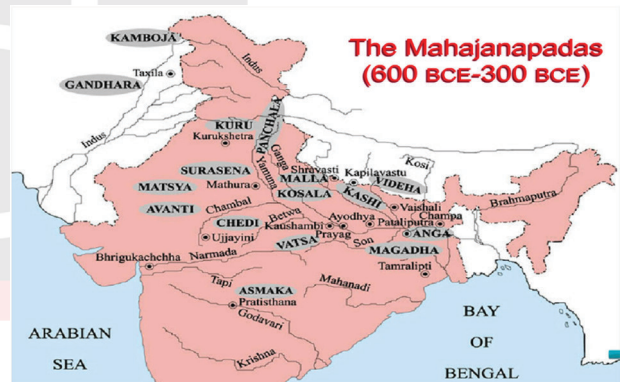 The Mahajanapadas
(600 BCE-300 BCE)
KAMBOJA
Taxila
GANDHARA
Indus
Indus
KURU
Kurukshetra
PANCHALA
Ganga
Yamuna
SURASENA
Mathura
MATSYA
AVANTI
Chambal
MALLA
Shravasti
Kapilavastu
Kosi
VIDEHA
KASHI
KOSALA
Vaishali
Brahmaputra
CHEDI
Betwa
Kaushambi
Ayodhya
Prayag
Pataliputra
Champa
Ujjayini
VATSA
Son
ANGA
MAGADHA
Bhrigukachchha
Narmada
Tamralipti
Tapi
ASMAKA
Mahanadi
Pratisthana
Godavari
Krishna
ARABIAN
SEA
BAY
OF
BENGAL